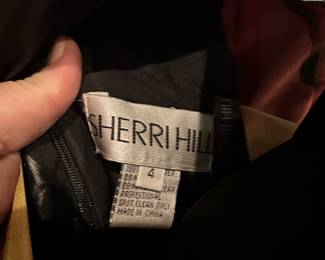 SHERRI HILL
4
PROFESSIONAL
SPOT CLEAN ONLY
MADE IN CHINA